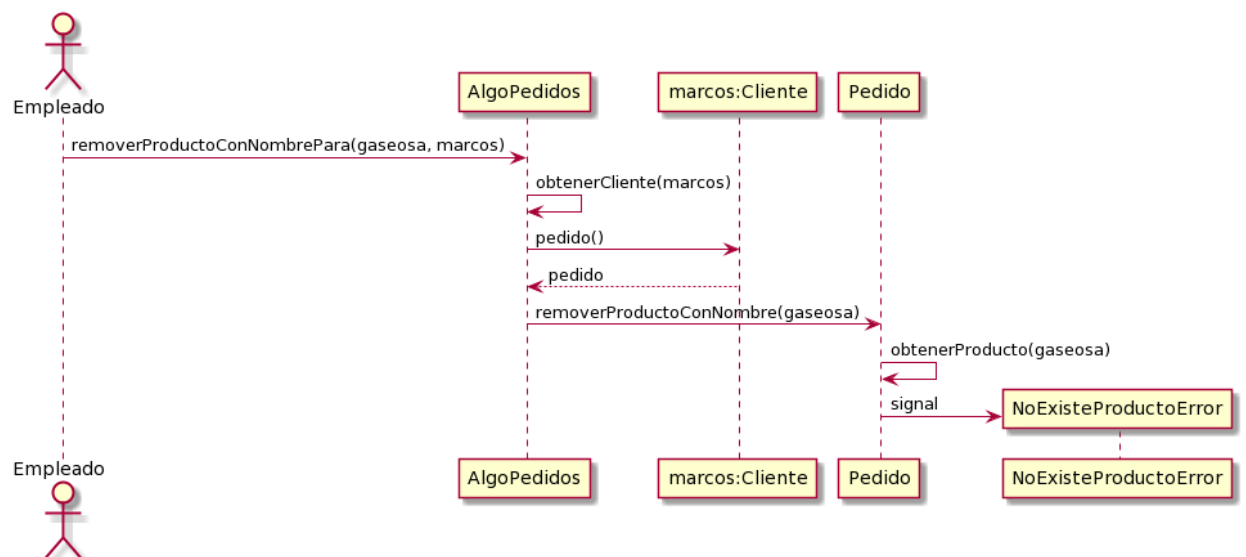 Empleado
AlgoPedidos
marcos:Cliente
Pedido
removerProductoConNombrePara(gaseosa, marcos)
obtenerCliente(marcos)
pedido()
pedido
removerProductoConNombre(gaseosa)
obtenerProducto(gaseosa)
signal
NoExisteProductoError
Empleado
AlgoPedidos
marcos:Cliente
Pedido
NoExisteProductoError